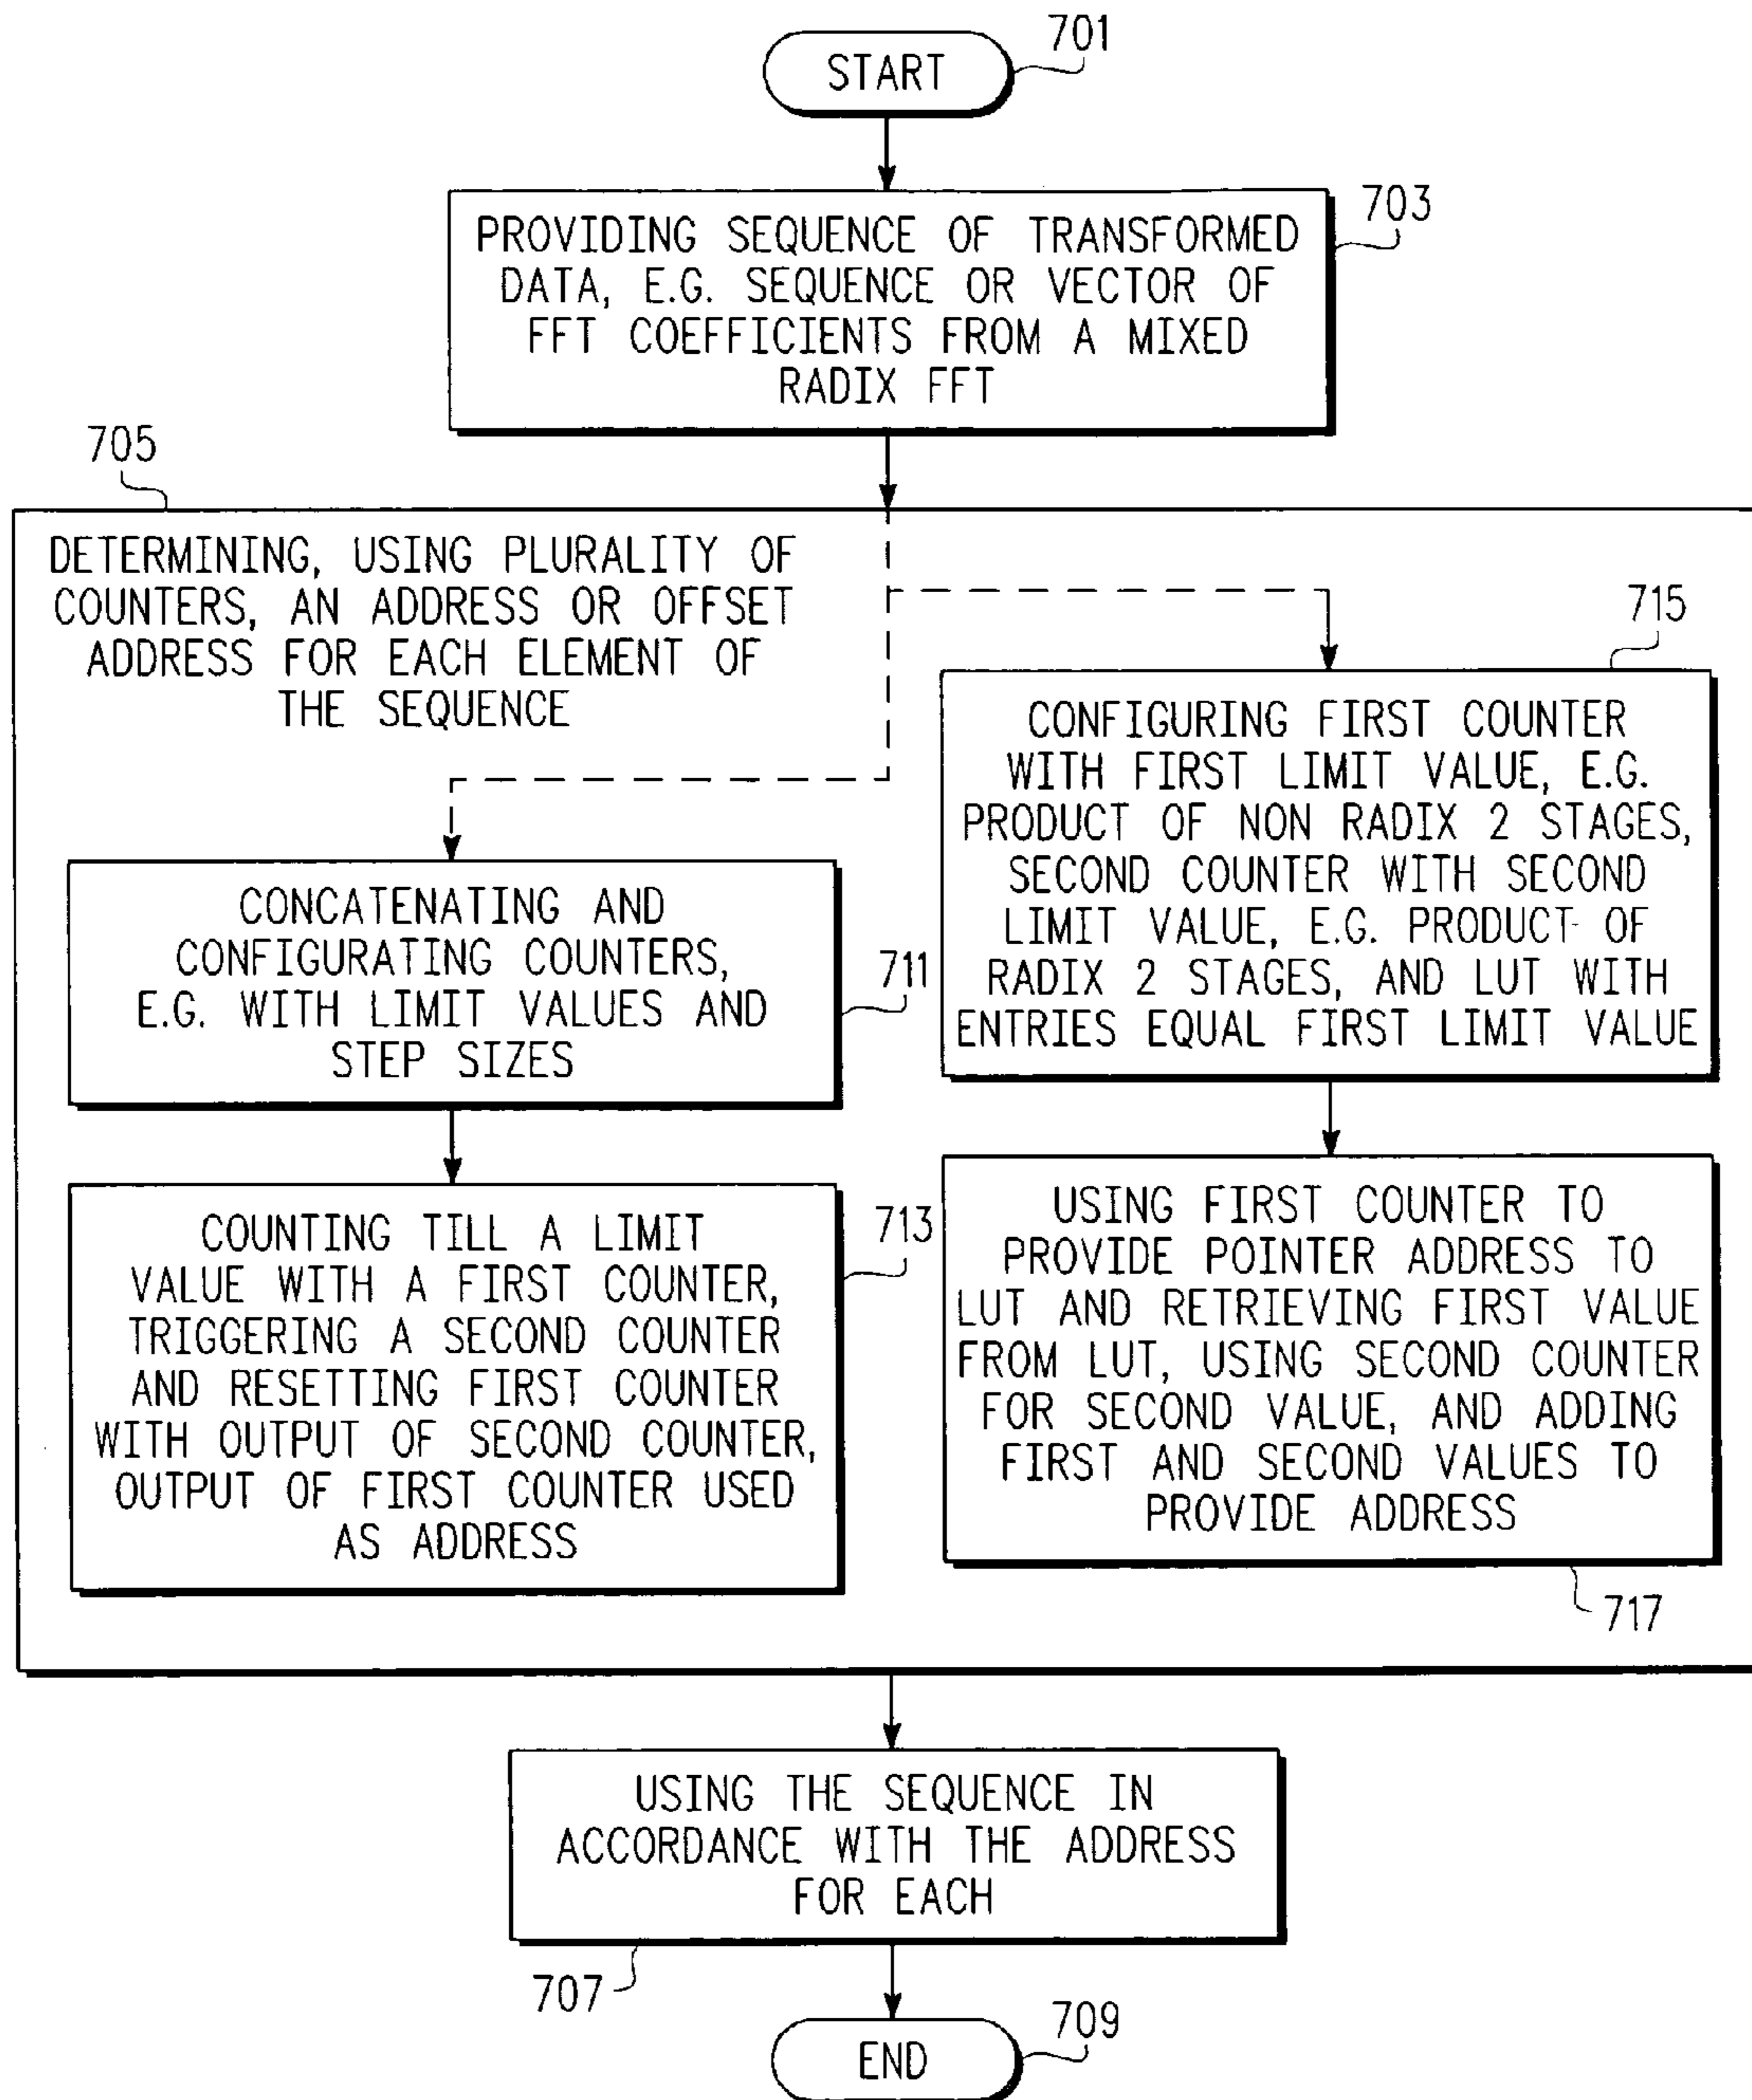 START
701
PROVIDING SEQUENCE OF TRANSFORMED
DATA, E.G. SEQUENCE OR VECTOR OF
FFT COEFFICIENTS FROM A MIXED
RADIX FFT
703
705
DETERMINING, USING PLURALITY OF
COUNTERS, AN ADDRESS OR OFFSET
ADDRESS FOR EACH ELEMENT OF
THE SEQUENCE
CONCATENATING AND
CONFIGURATING COUNTERS,
E.G. WITH LIMIT VALUES AND
STEP SIZES
711
COUNTING TILL A LIMIT
VALUE WITH A FIRST COUNTER,
TRIGGERING A SECOND COUNTER
AND RESETTING FIRST COUNTER
WITH OUTPUT OF SECOND COUNTER,
OUTPUT OF FIRST COUNTER USED
AS ADDRESS
713
715
CONFIGURING FIRST COUNTER
WITH FIRST LIMIT VALUE, E.G.
PRODUCT OF NON RADIX 2 STAGES,
SECOND COUNTER WITH SECOND
LIMIT VALUE, E.G. PRODUCT OF
RADIX 2 STAGES, AND LUT WITH
ENTRIES EQUAL FIRST LIMIT VALUE
USING FIRST COUNTER TO
PROVIDE POINTER ADDRESS TO
LUT AND RETRIEVING FIRST VALUE
FROM LUT, USING SECOND COUNTER
FOR SECOND VALUE, AND ADDING
FIRST AND SECOND VALUES TO
PROVIDE ADDRESS
717
USING THE SEQUENCE IN
ACCORDANCE WITH THE ADDRESS
FOR EACH
707
END
709